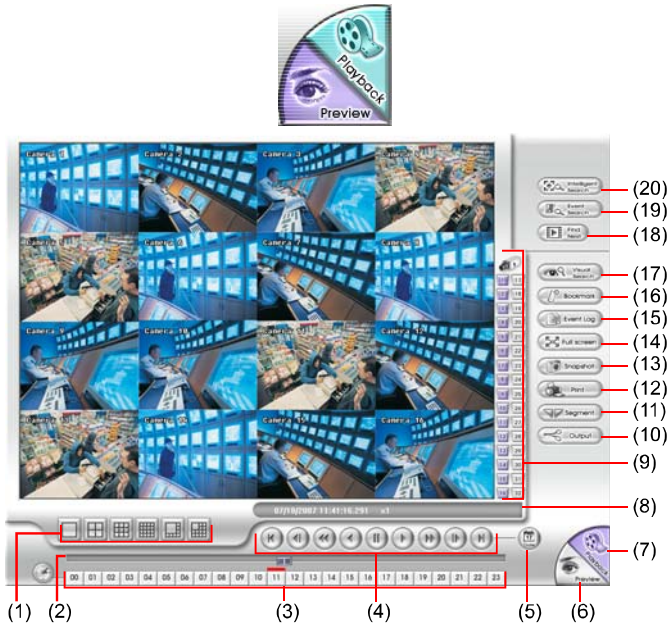 Playback
Preview
Camera 2
Camera 3
Camera 9
Camera 10
Camera 12
Camera 15
Camera 16
Intelligent Search
(20)
Event Search
(19)
Find Next
(18)
Visual Search
(17)
Bookmark
(16)
Event Log
(15)
Full screen
(14)
Snapshot
(13)
Print
(12)
Segment
(11)
Output
(10)
(9)
07/10/2007 11:41:16.291 x1
(8)
Playback
(7)
Preview
00 01 02 03 04 05 06 07 08 09 10 11 12 13 14 15 16 17 18 19 20 21 22 23
(1) (2) (3) (4) (5) (6)